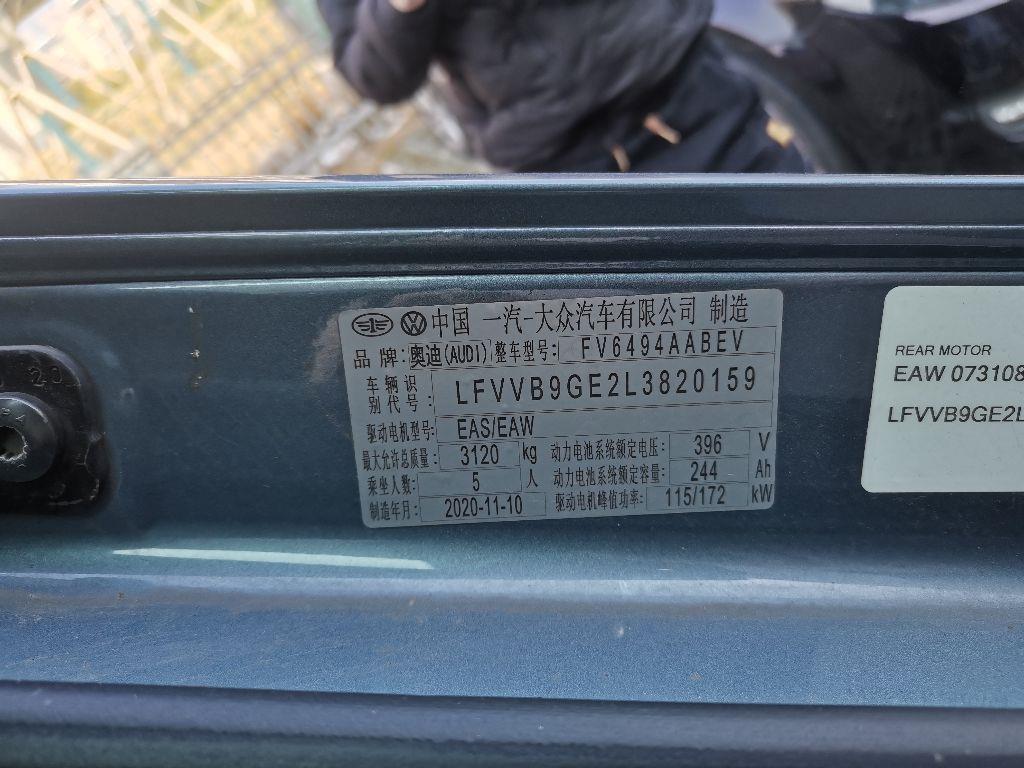 中国 一汽-大众汽车有限公司 制造
品牌: 奥迪(AUDI) 整车型号: FV6494AABEV
车辆识别代号: LFVVB9GE2L3820159
驱动电机型号: EAS/EAW
最大允许总质量: 3120 kg 动力电池系统额定电压: 396 V
乘坐人数: 5 人 动力电池系统额定容量: 244 Ah
制造年月: 2020-11-10 驱动电机峰值功率: 115/172 kW
REAR MOTOR
EAW 073108
LFVVB9GE2L
20